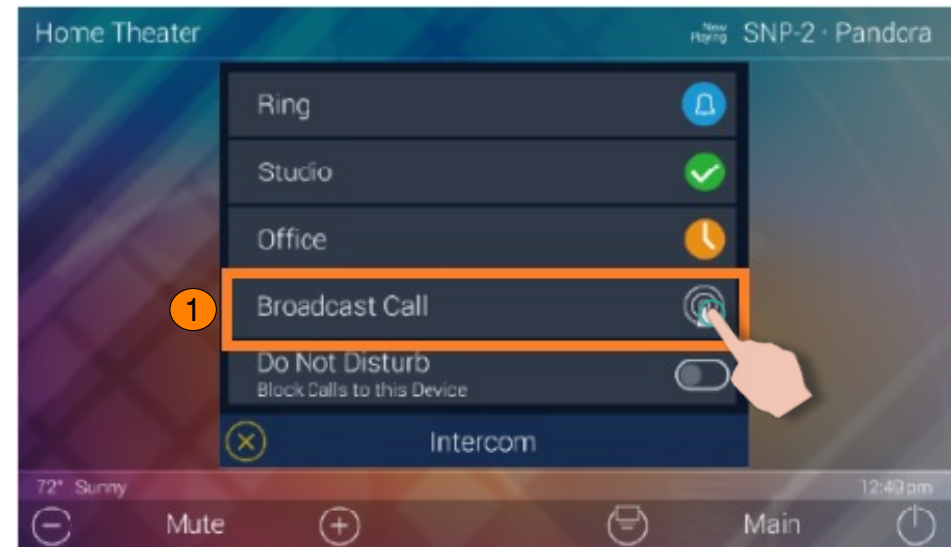 Home Theater
Now Playing SNP-2 · Pandora
Ring
Studio
Office
1 Broadcast Call
Do Not Disturb
Block Calls to this Device
Intercom
72° Sunny 12:49 pm
Mute Main